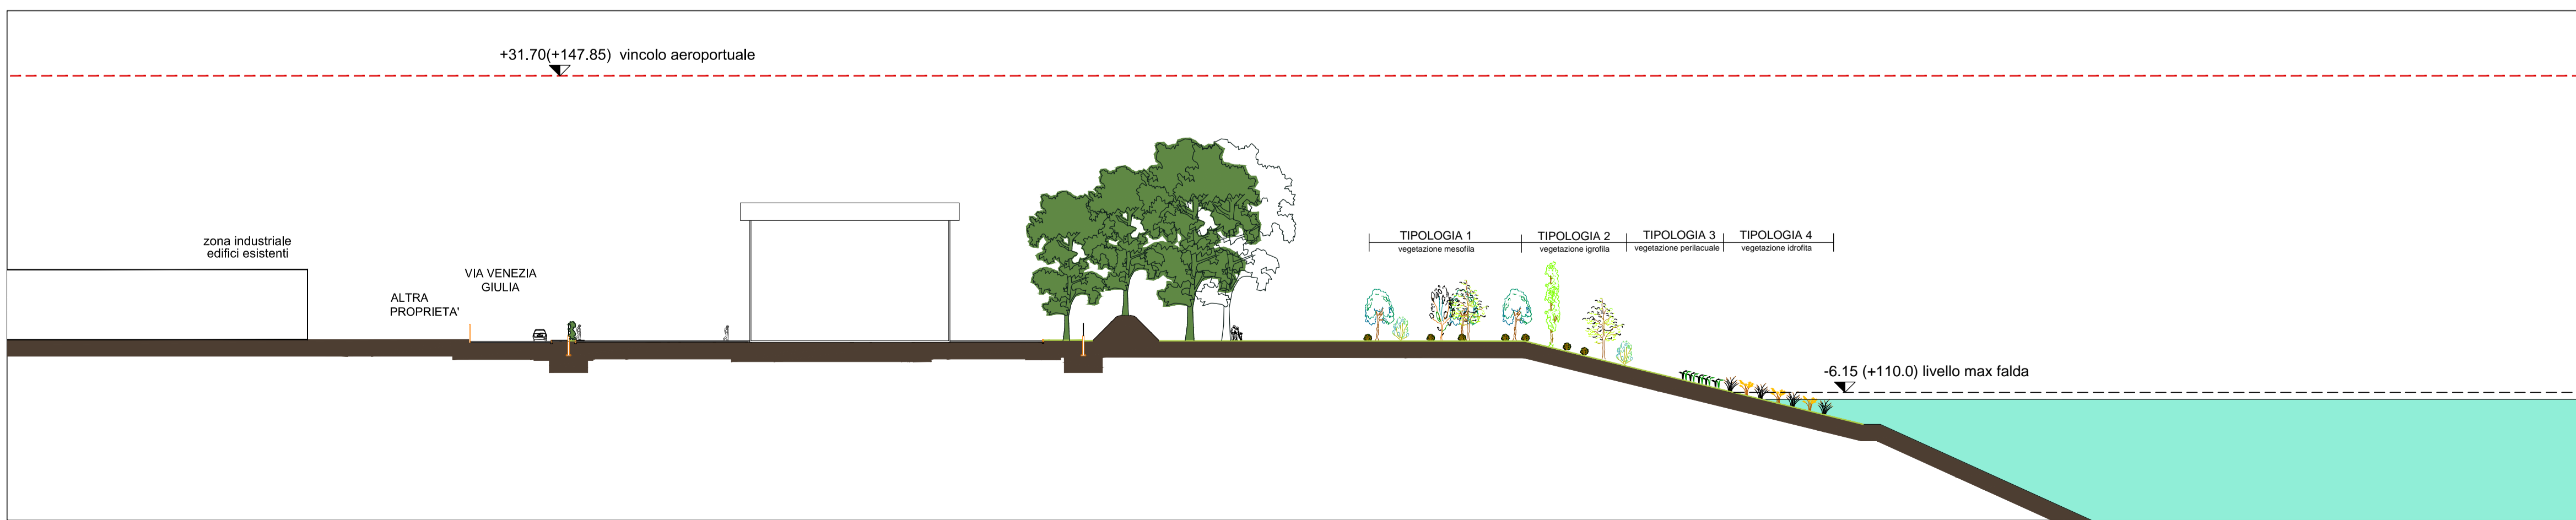 +31.70(+147.85) vincolo aeroportuale
zona industriale
edifici esistenti
ALTRA
PROPRIETA'
VIA VENEZIA
GIULIA
TIPOLOGIA 1
vegetazione mesofila
TIPOLOGIA 2
vegetazione igrofila
TIPOLOGIA 3
vegetazione perilacuale
TIPOLOGIA 4
vegetazione idrofita
-6.15 (+110.0) livello max falda